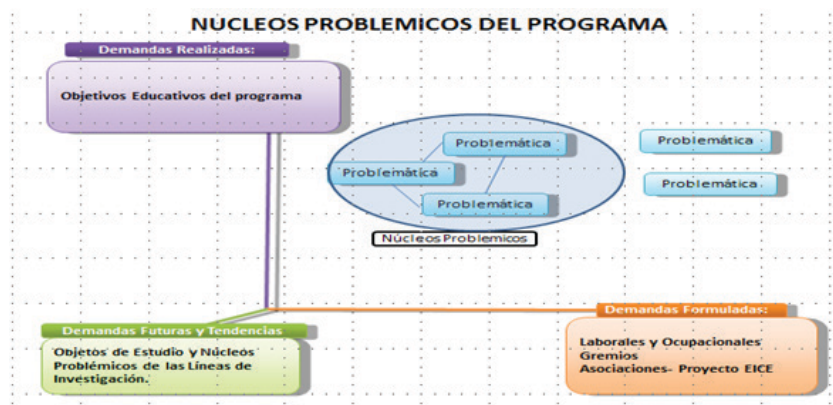 NUCLEOS PROBLEMICOS DEL PROGRAMA
Demandas Realizadas:
Objetivos Educativos del programa
Problemática
Problemática
Problemática
Núcleos Problemicos
Problemática
Problemática
Demandas Futuras y Tendencias
Objetos de Estudio y Núcleos
Problémicos de las Líneas de
Investigación.
Demandas Formuladas:
Laborales y Ocupacionales
Gremios
Asociaciones- Proyecto EICE